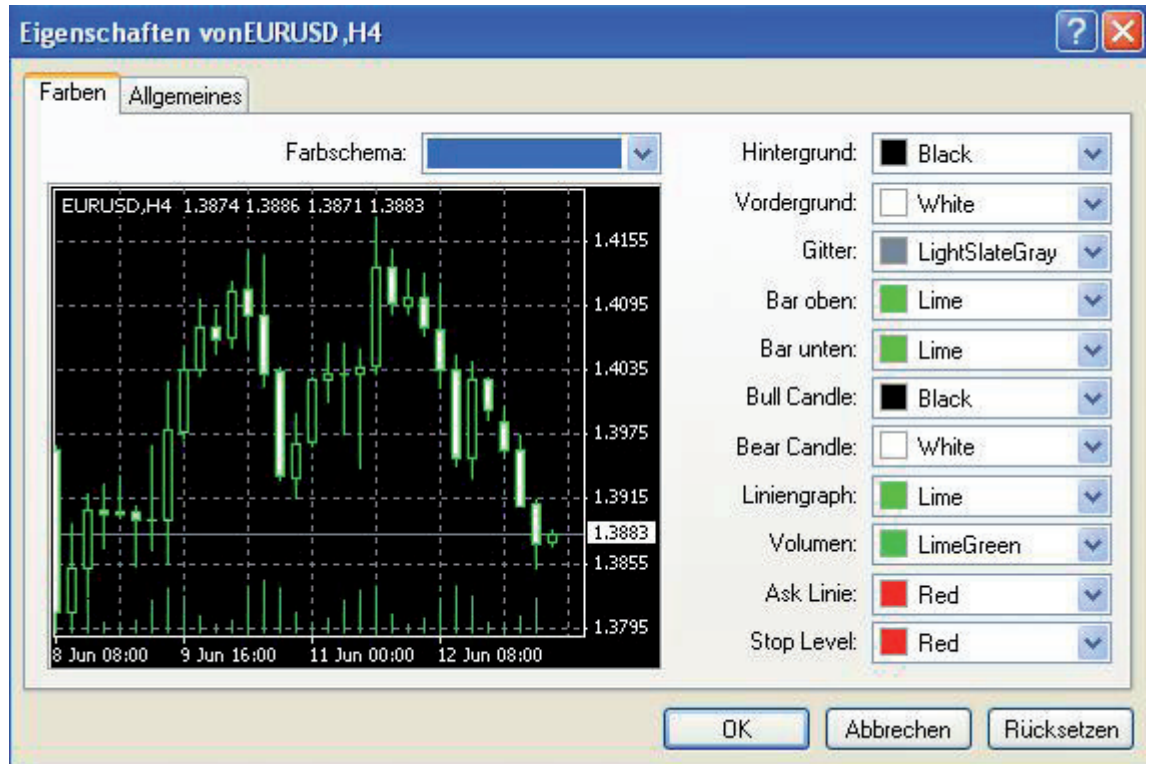 Eigenschaften vonEURUSD,H4
Farben Allgemeines
Farbschema:
EURUSD,H4 1.3874 1.3886 1.3871 1.3883
1.4155
1.4095
1.4035
1.3975
1.3915
1.3883
1.3855
1.3795
8 Jun 08:00 9 Jun 16:00 11 Jun 00:00 12 Jun 08:00
Hintergrund: Black
Vordergrund: White
Gitter: LightSlateGray
Bar oben: Lime
Bar unten: Lime
Bull Candle: Black
Bear Candle: White
Liniengraph: Lime
Volumen: LimeGreen
Ask Linie: Red
Stop Level: Red
OK Abbrechen Rücksetzen